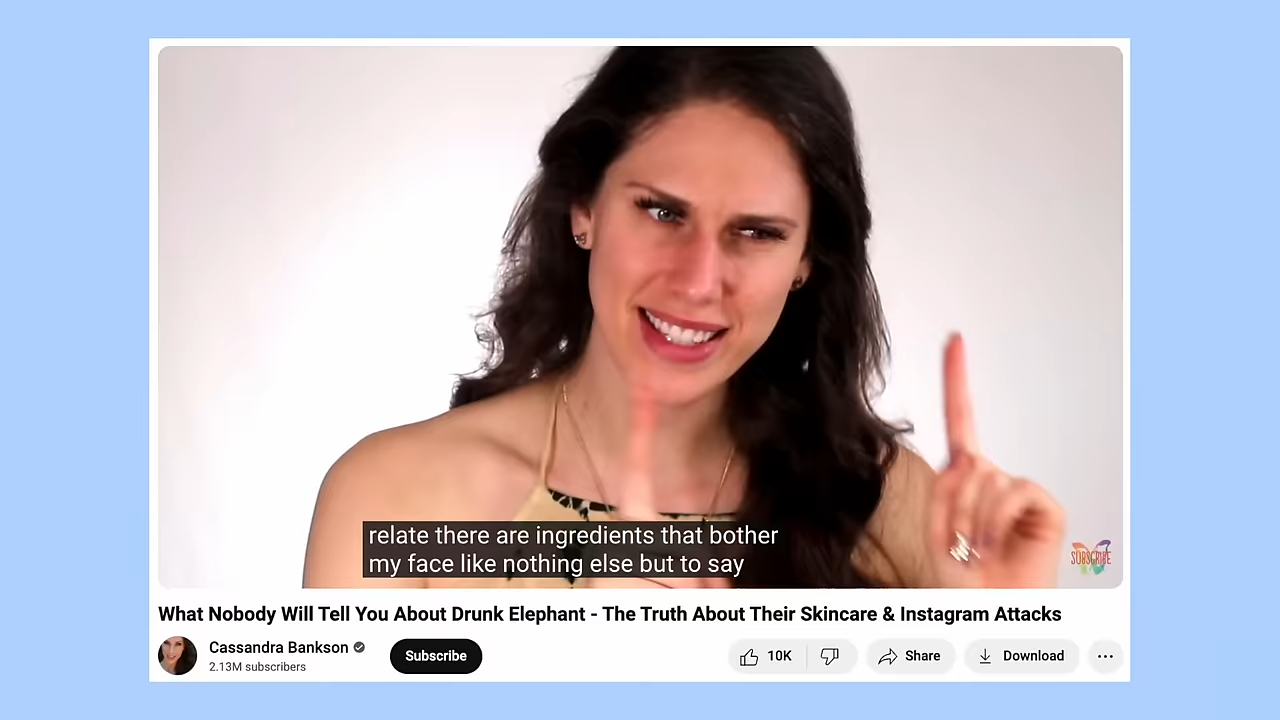 relate there are ingredients that bother
my face like nothing else but to say
SUBSCRIBE
What Nobody Will Tell You About Drunk Elephant - The Truth About Their Skincare & Instagram Attacks
Cassandra Bankson
2.13M subscribers
Subscribe
10K
Share
Download